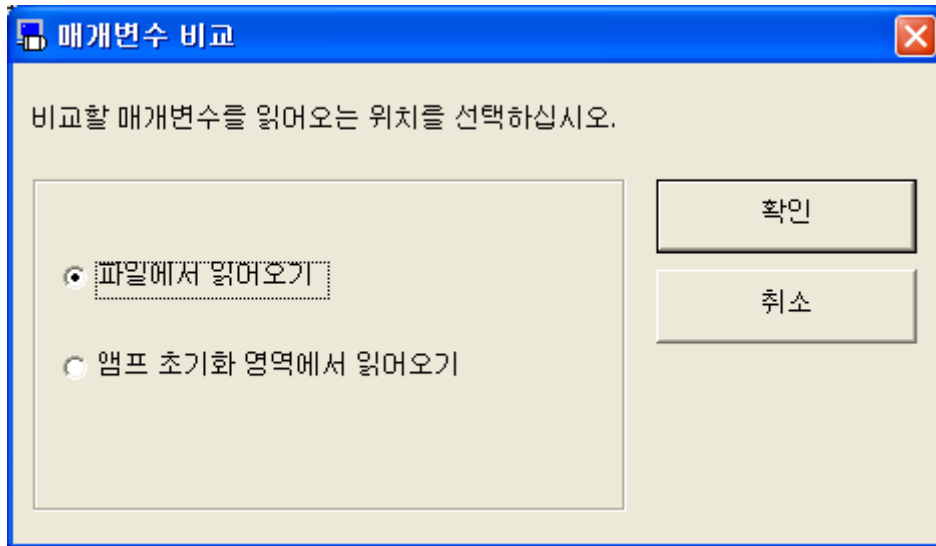 매개변수 비교
비교할 매개변수를 읽어오는 위치를 선택하십시오.
파일에서 읽어오기
앰프 초기화 영역에서 읽어오기
확인
취소